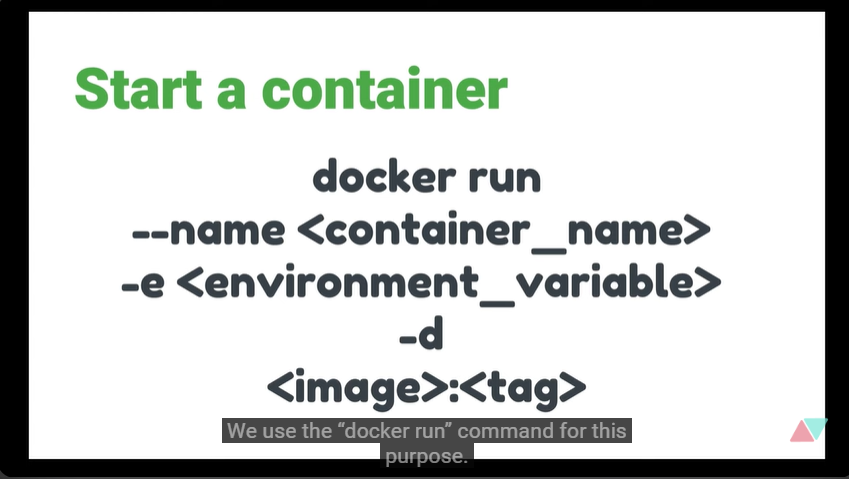 Start a container
docker run
--name <container_name>
-e <environment_variable>
-d
<image>:<tag>
We use the “docker run” command for this
purpose.